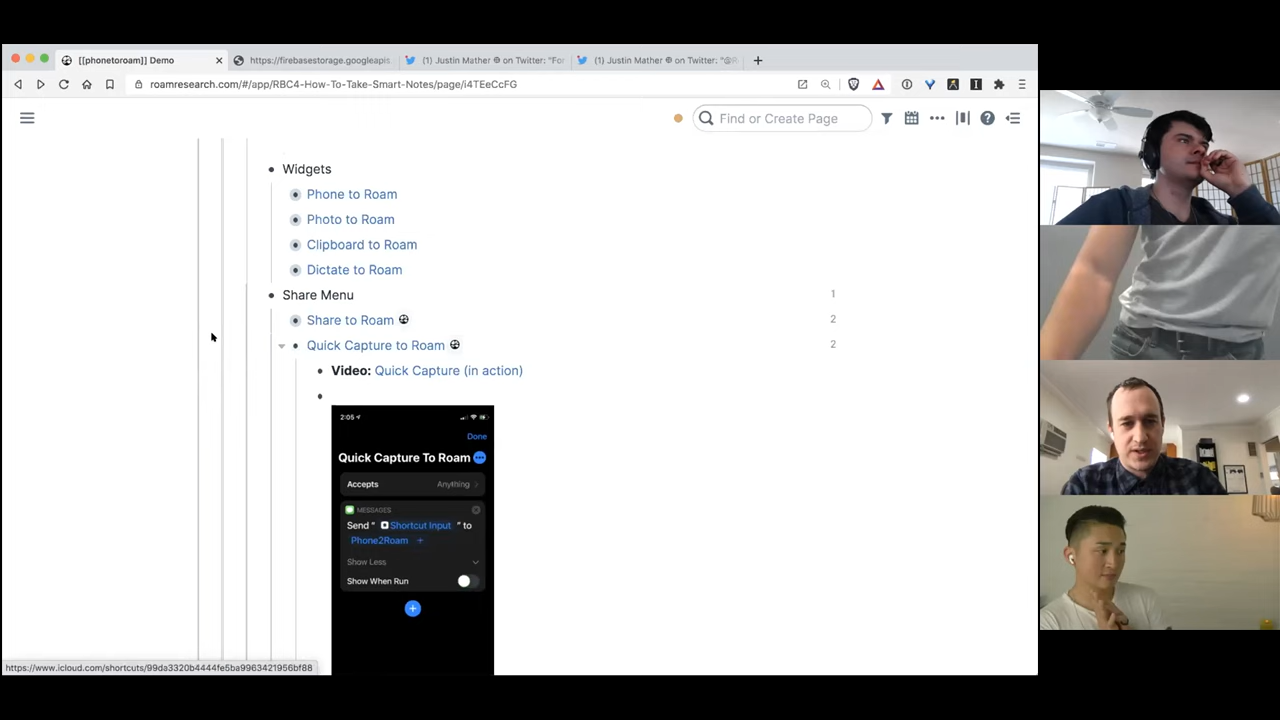 [[phonetoroam]] Demo
https://firebasestorage.googleapis.
(1) Justin Mather
on Twitter: "For
(1) Justin Mather
on Twitter: "@R
roamresearch.com/#/app/RBC4-How-To-Take-Smart-Notes/page/i4TEeCcFG
Find or Create Page
Widgets
Phone to Roam
Photo to Roam
Clipboard to Roam
Dictate to Roam
Share Menu
1
Share to Roam
2
Quick Capture to Roam
2
Video: Quick Capture (in action)
2:05
Done
Quick Capture To Roam
Accepts
Anything
MESSAGES
Send "
Shortcut Input
" to
Phone2Roam +
Show Less
Show When Run
https://www.icloud.com/shortcuts/99da3320b4444fe5ba9963421956bf88